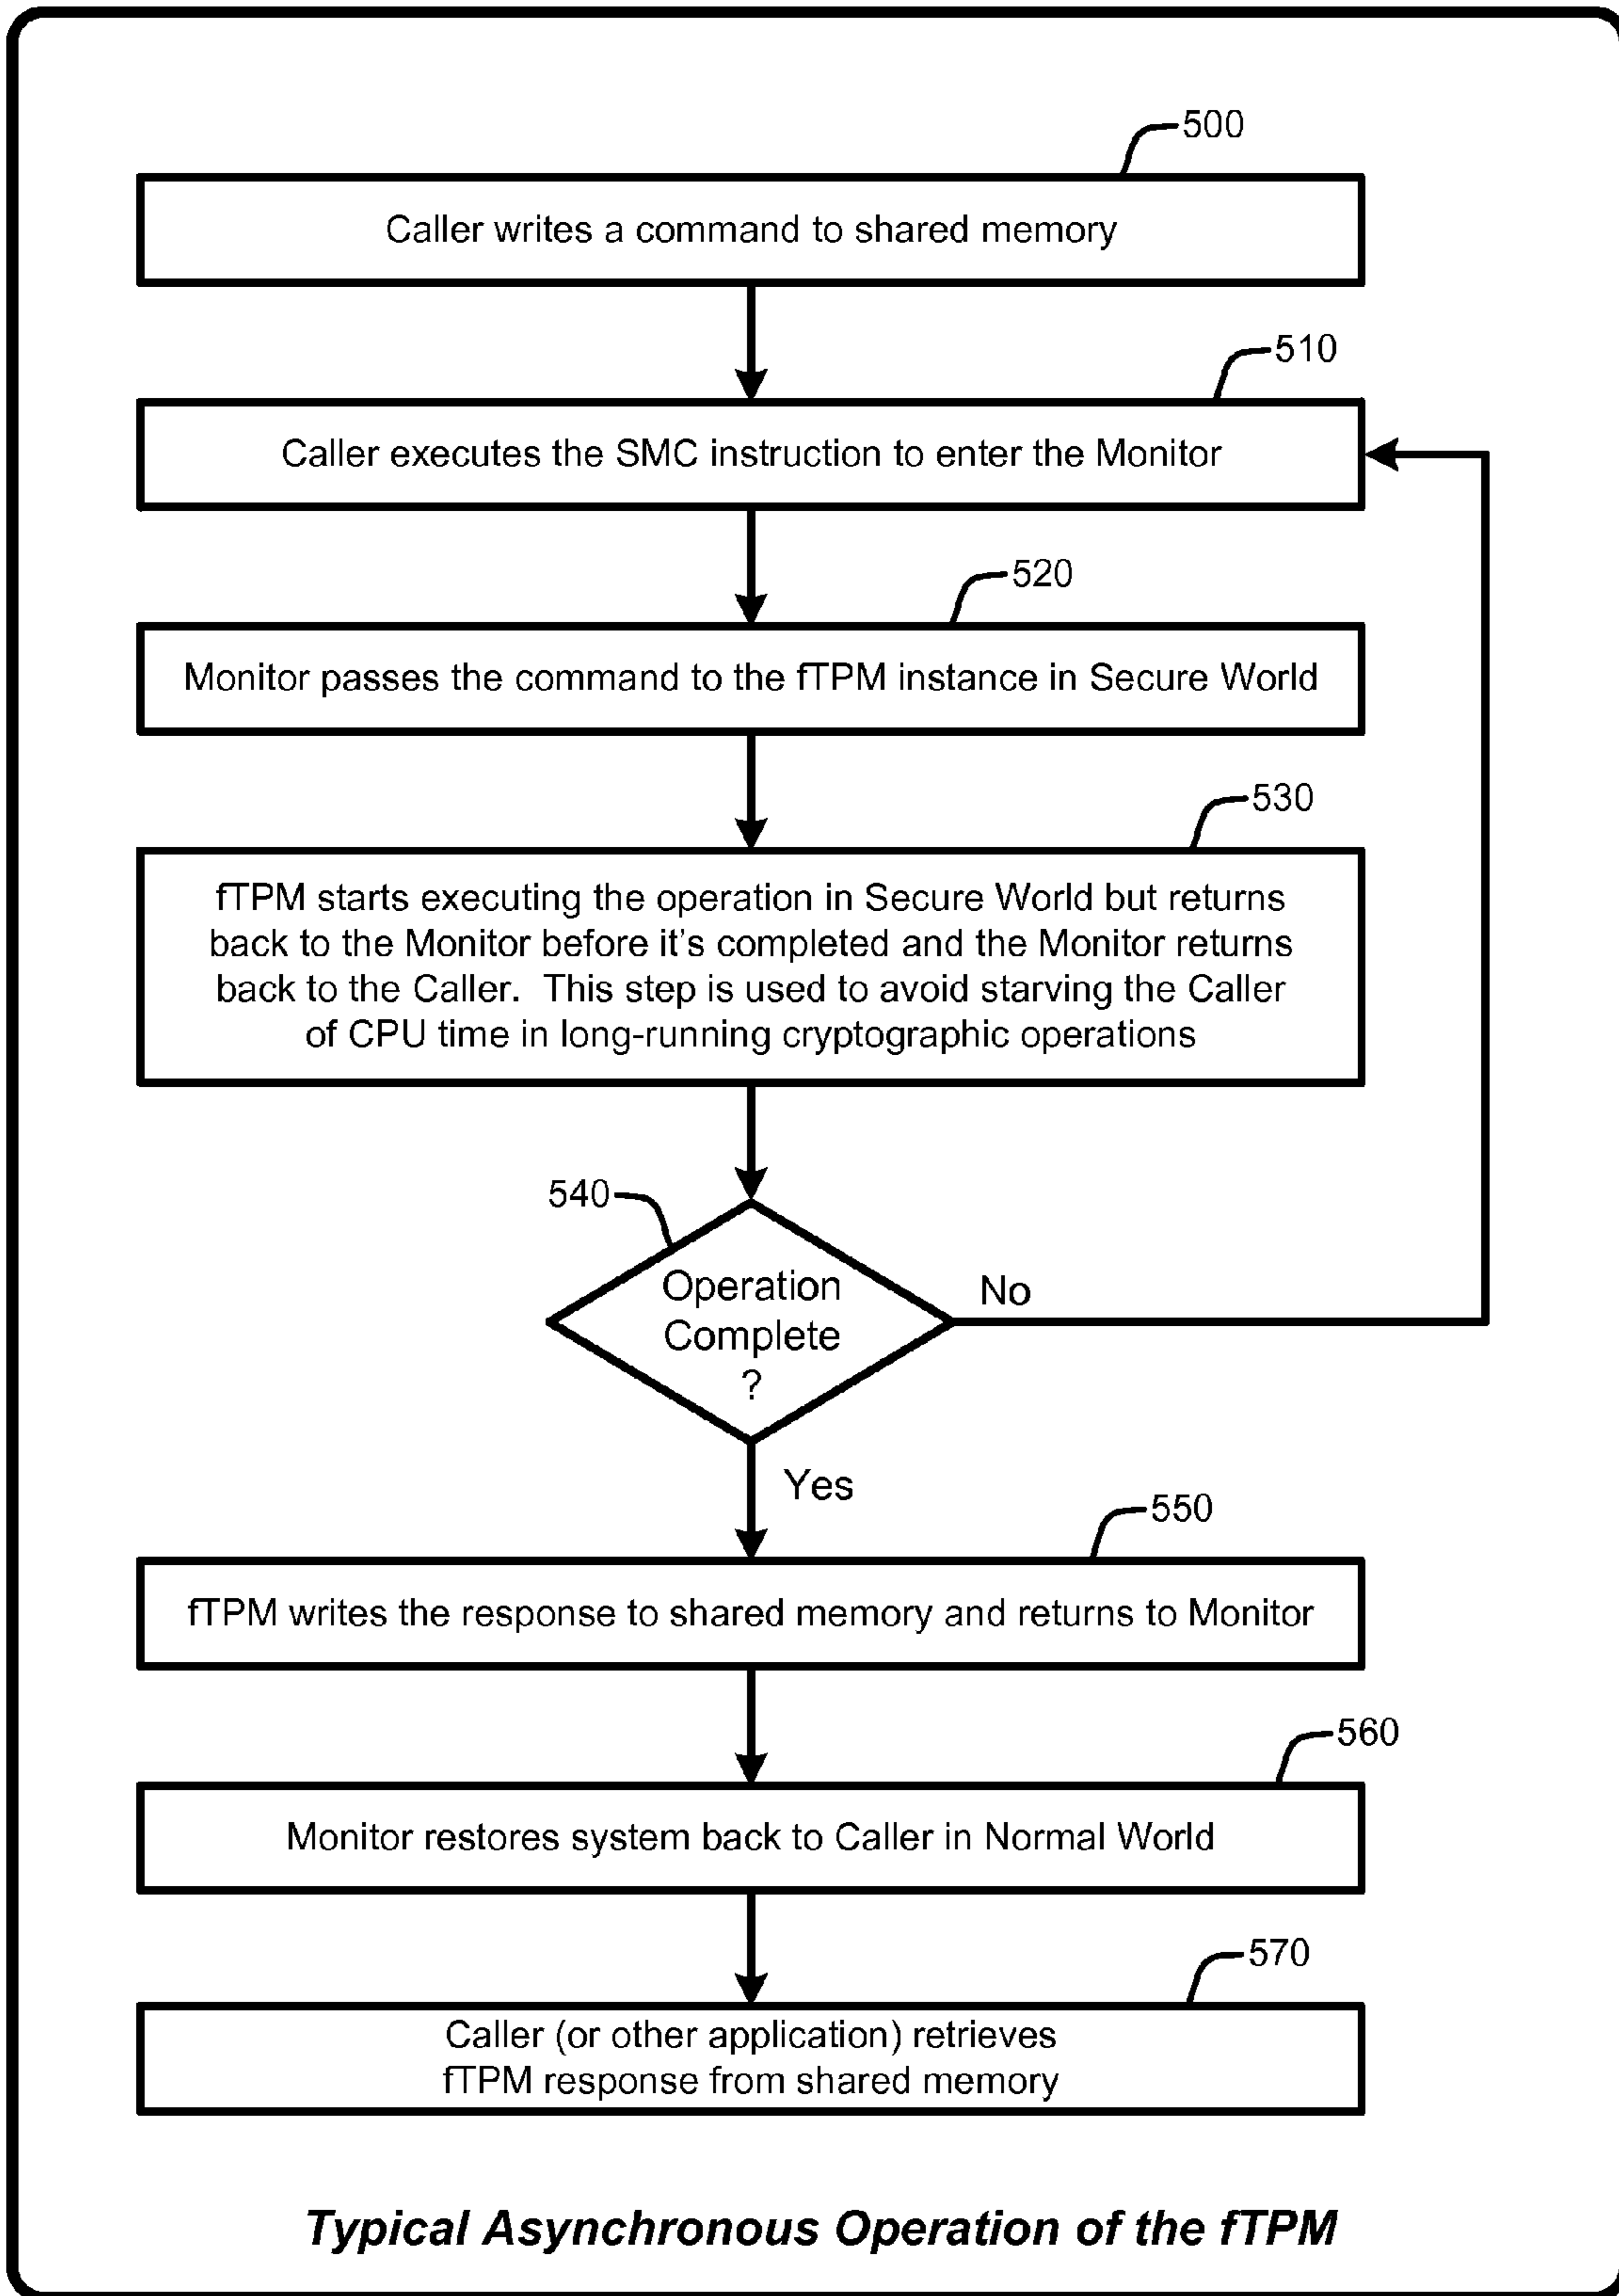 500
Caller writes a command to shared memory
510
Caller executes the SMC instruction to enter the Monitor
520
Monitor passes the command to the fTPM instance in Secure World
530
fTPM starts executing the operation in Secure World but returns
back to the Monitor before it's completed and the Monitor returns
back to the Caller.  This step is used to avoid starving the Caller
of CPU time in long-running cryptographic operations
540
Operation
Complete
?
No
Yes
550
fTPM writes the response to shared memory and returns to Monitor
560
Monitor restores system back to Caller in Normal World
570
Caller (or other application) retrieves
fTPM response from shared memory
Typical Asynchronous Operation of the fTPM